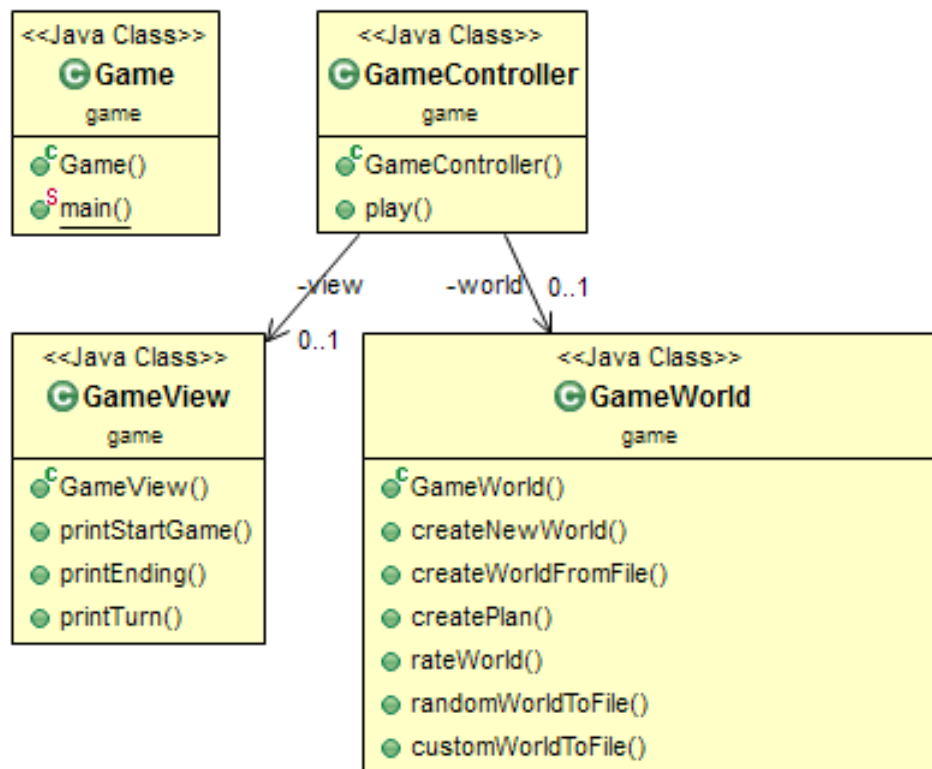 <<Java Class>>
Game
game
Game()
main()
<<Java Class>>
GameController
game
GameController()
play()
-view
0..1
-world
0..1
<<Java Class>>
GameView
game
GameView()
printStartGame()
printEnding()
printTurn()
<<Java Class>>
GameWorld
game
GameWorld()
createNewWorld()
createWorldFromFile()
createPlan()
rateWorld()
randomWorldToFile()
customWorldToFile()